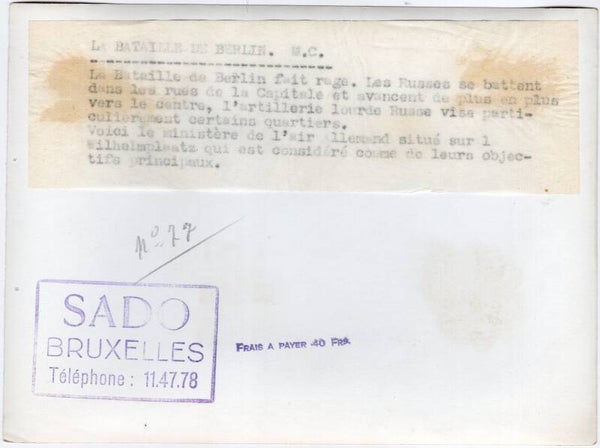 LA BATAILLE DE BERLIN. M.C.
La Bataille de Berlin fait rage. Les Russes se battent
dans les rues de la Capitale et avancent de plus en plus
vers le centre, l'artillerie lourde Russe vise parti-
culierement certains quartiers.
Voici le ministère de l'air Allemand situé sur l
Wilhelmplaatz qui est considéré comme de leurs objec-
tifs principaux.
No 77
SADO
BRUXELLES
Téléphone : 11.47.78
FRAIS A PAYER 40 FRS.